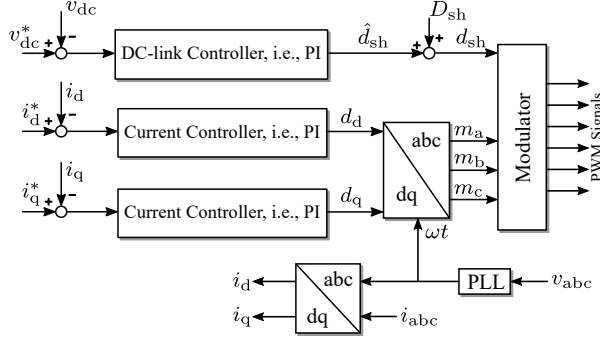 v_dc
v*_dc + -
DC-link Controller, i.e., PI
d̂_sh
D_sh
+ +
d_sh
i_d
i*_d + -
Current Controller, i.e., PI
d_d
i_q
i*_q + -
Current Controller, i.e., PI
d_q
abc
dq
m_a
m_b
m_c
Modulator
PWM Signals
ωt
i_d
i_q
abc
dq
i_abc
PLL
v_abc